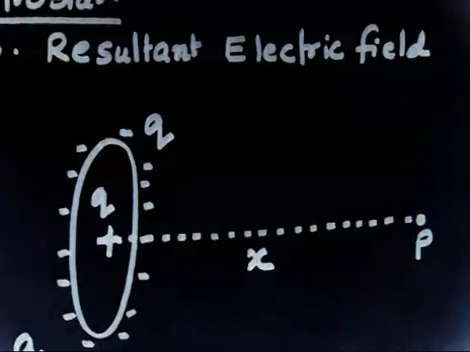 Resultant Electric field
- q
q
+
x
P